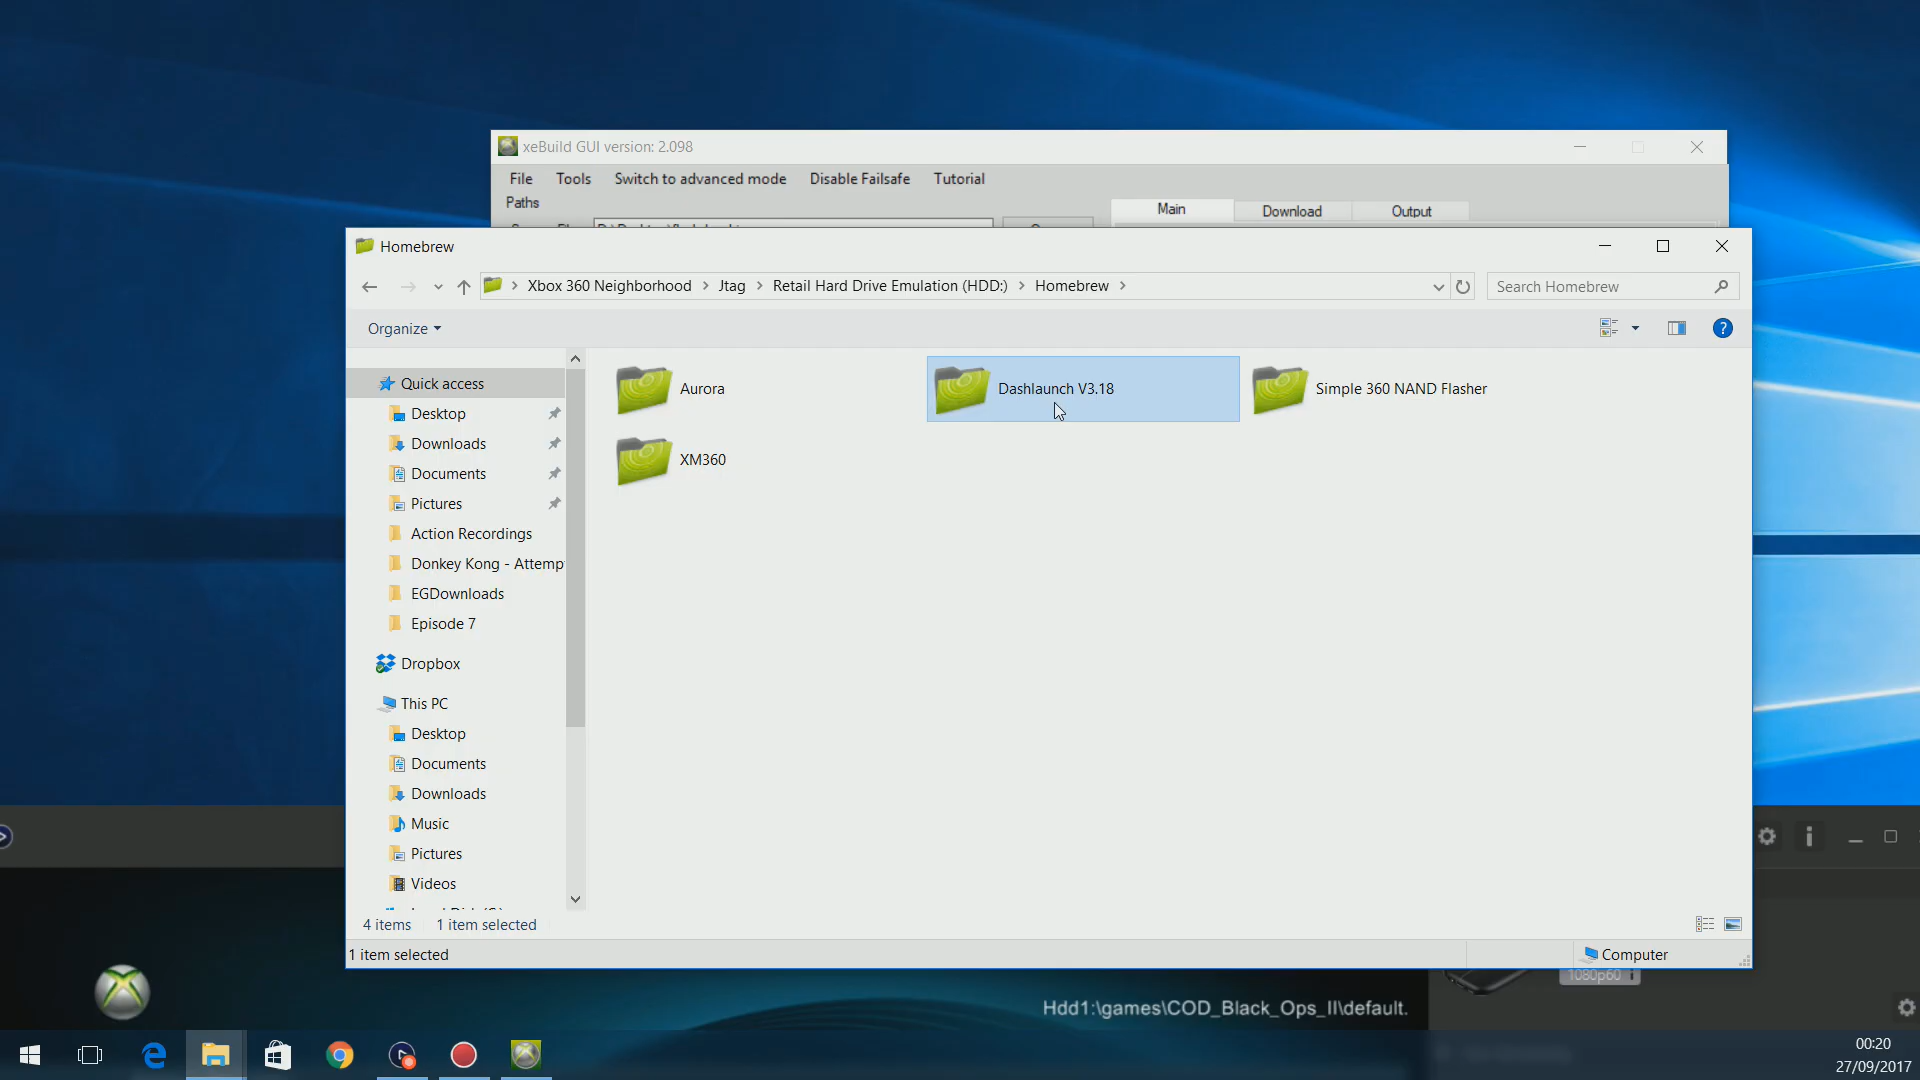 xeBuild GUI version: 2.098
File Tools Switch to advanced mode Disable Failsafe Tutorial
Paths
Main Download Output
Homebrew
Xbox 360 Neighborhood > Jtag > Retail Hard Drive Emulation (HDD:) > Homebrew >
Search Homebrew
Organize
?
Quick access
Desktop
Downloads
Documents
Pictures
Action Recordings
Donkey Kong - Attemp
EGDownloads
Episode 7
Dropbox
This PC
Desktop
Documents
Downloads
Music
Pictures
Videos
Aurora
Dashlaunch V3.18
Simple 360 NAND Flasher
XM360
4 items 1 item selected
1 item selected
Computer
1080p60
Hdd1:\games\COD_Black_Ops_II\default.
00:20
27/09/2017